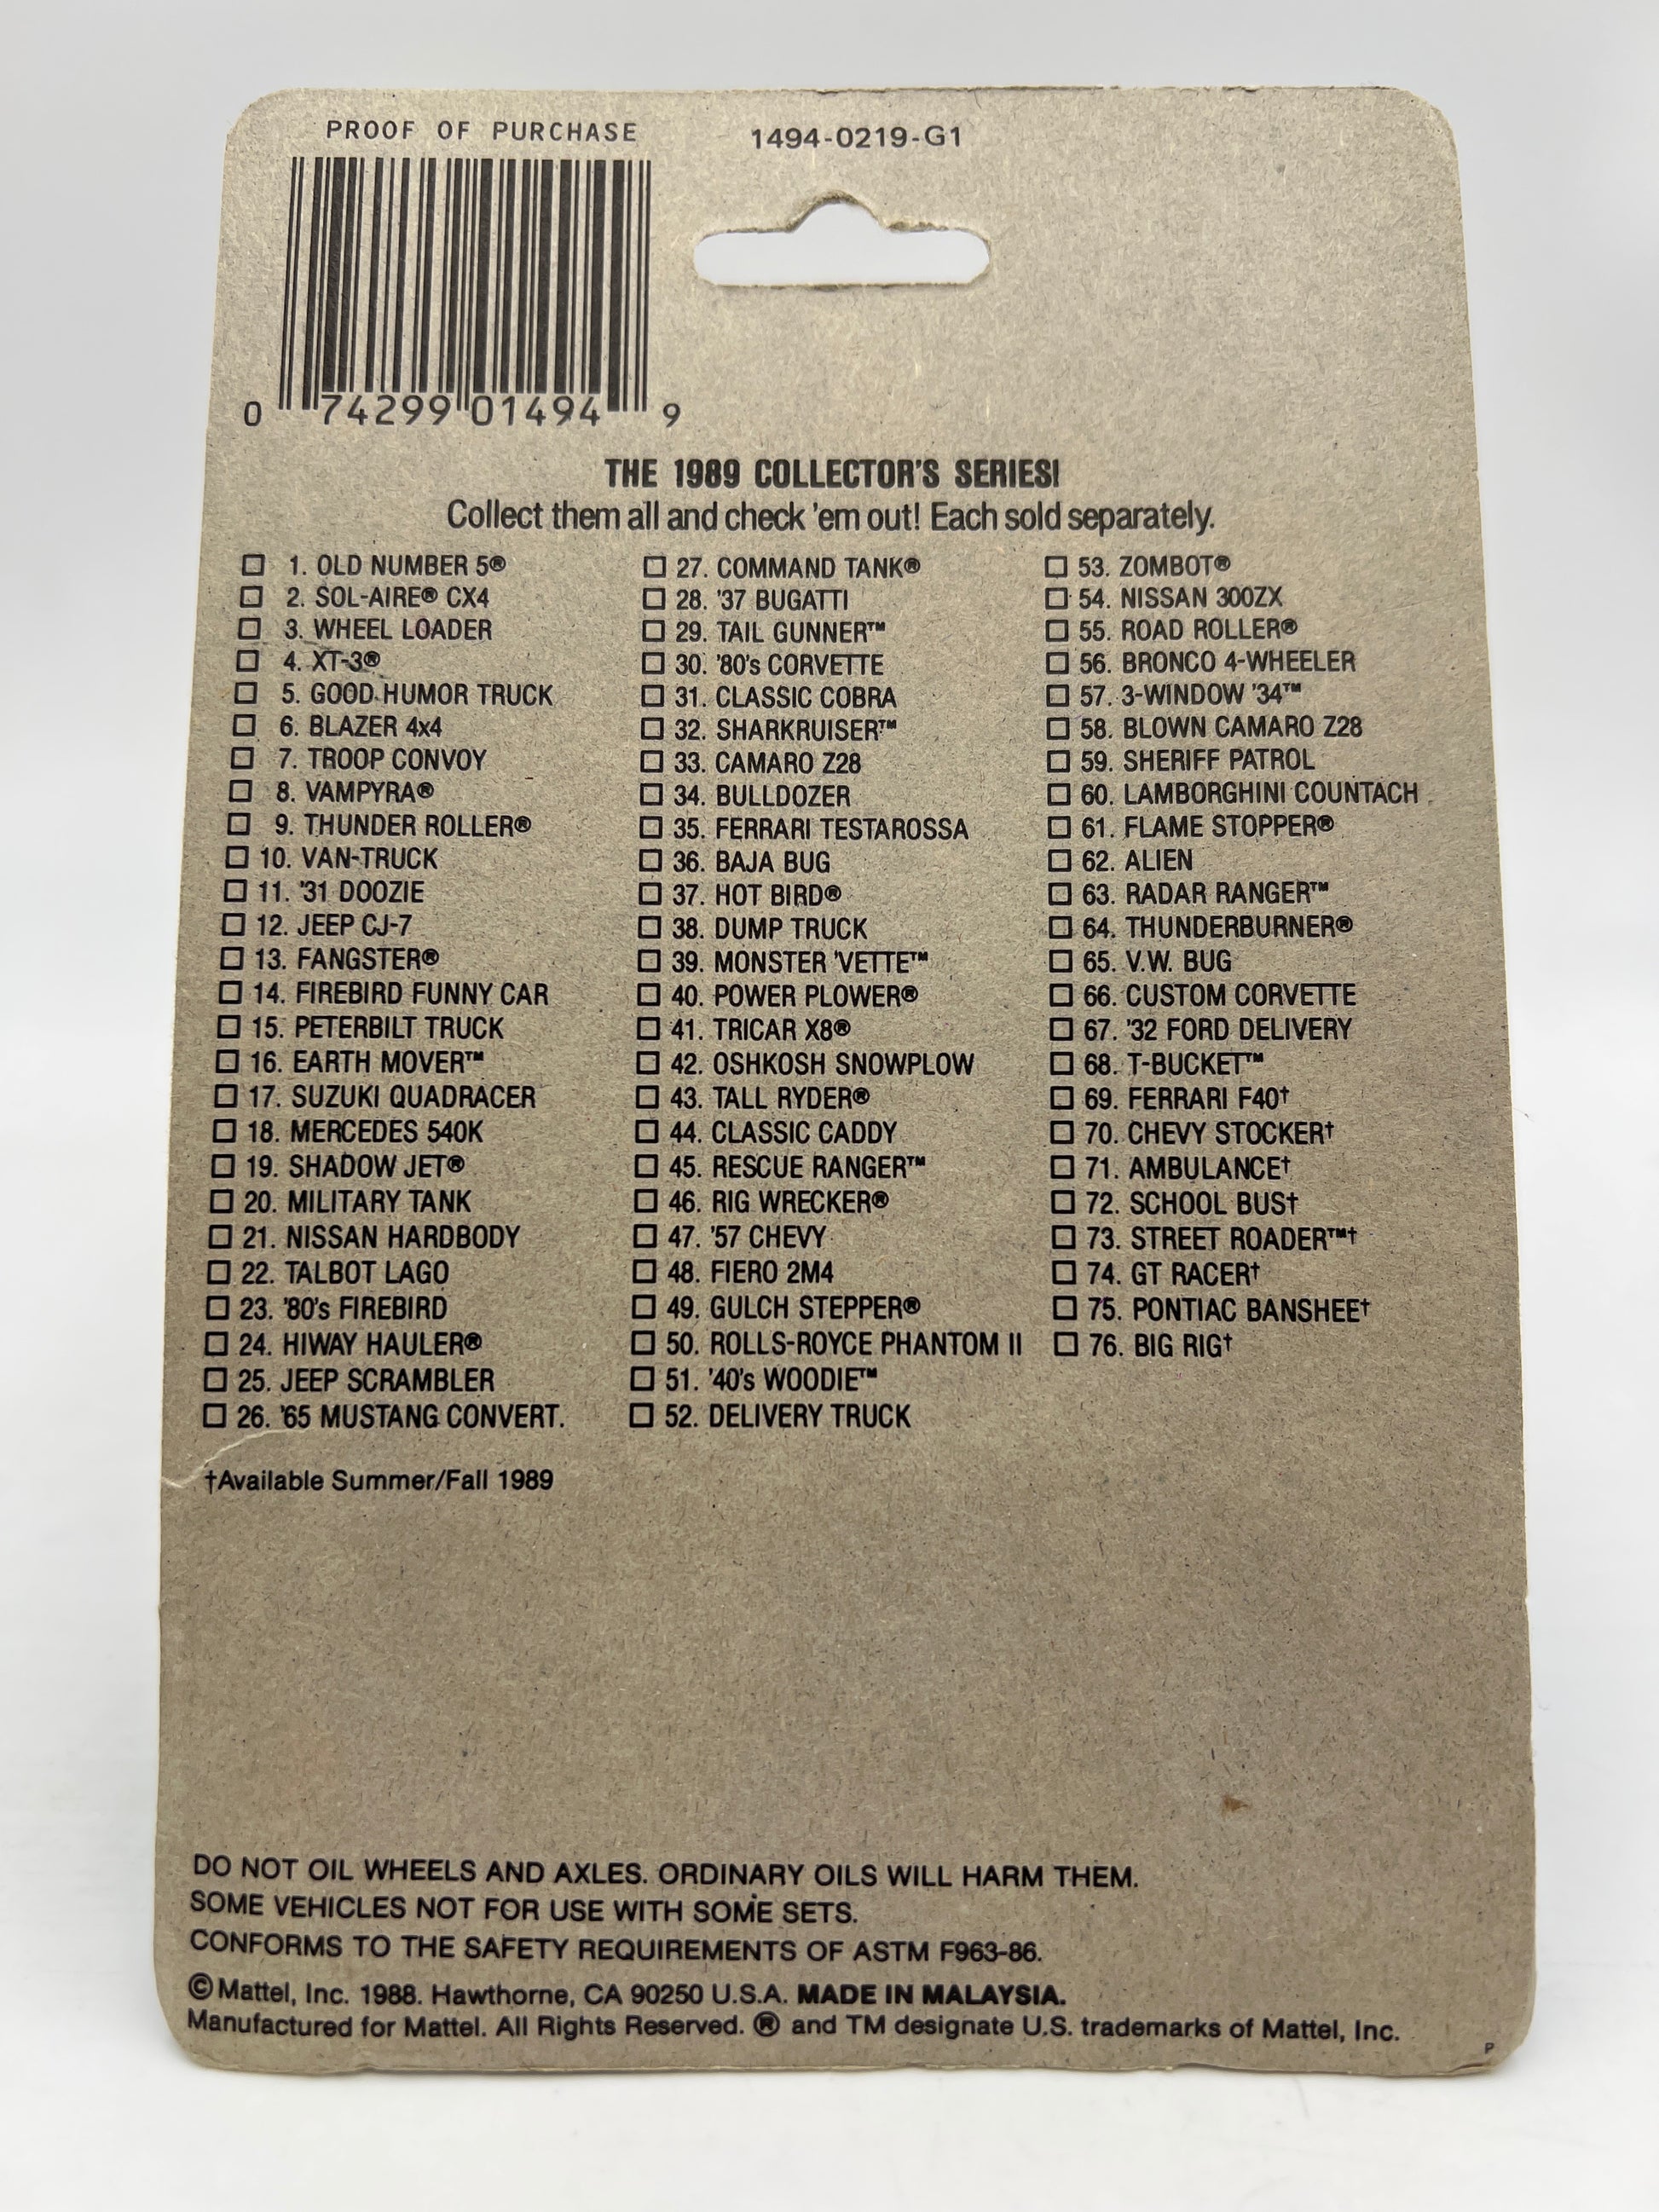 PROOF OF PURCHASE
1494-0219-G1
0 74299 01494 9
THE 1989 COLLECTOR'S SERIES!
Collect them all and check 'em out! Each sold separately.
1. OLD NUMBER 5®
2. SOL-AIRE® CX4
3. WHEEL LOADER
4. XT-3®
5. GOOD HUMOR TRUCK
6. BLAZER 4x4
7. TROOP CONVOY
8. VAMPYRA®
9. THUNDER ROLLER®
10. VAN-TRUCK
11. '31 DOOZIE
12. JEEP CJ-7
13. FANGSTER®
14. FIREBIRD FUNNY CAR
15. PETERBILT TRUCK
16. EARTH MOVER™
17. SUZUKI QUADRACER
18. MERCEDES 540K
19. SHADOW JET®
20. MILITARY TANK
21. NISSAN HARDBODY
22. TALBOT LAGO
23. '80's FIREBIRD
24. HIWAY HAULER®
25. JEEP SCRAMBLER
26. '65 MUSTANG CONVERT.
27. COMMAND TANK®
28. '37 BUGATTI
29. TAIL GUNNER™
30. '80's CORVETTE
31. CLASSIC COBRA
32. SHARKRUISER™
33. CAMARO Z28
34. BULLDOZER
35. FERRARI TESTAROSSA
36. BAJA BUG
37. HOT BIRD®
38. DUMP TRUCK
39. MONSTER 'VETTE™
40. POWER PLOWER®
41. TRICAR X8®
42. OSHKOSH SNOWPLOW
43. TALL RYDER®
44. CLASSIC CADDY
45. RESCUE RANGER™
46. RIG WRECKER®
47. '57 CHEVY
48. FIERO 2M4
49. GULCH STEPPER®
50. ROLLS-ROYCE PHANTOM II
51. '40's WOODIE™
52. DELIVERY TRUCK
53. ZOMBOT®
54. NISSAN 300ZX
55. ROAD ROLLER®
56. BRONCO 4-WHEELER
57. 3-WINDOW '34™
58. BLOWN CAMARO Z28
59. SHERIFF PATROL
60. LAMBORGHINI COUNTACH
61. FLAME STOPPER®
62. ALIEN
63. RADAR RANGER™
64. THUNDERBURNER®
65. V.W. BUG
66. CUSTOM CORVETTE
67. '32 FORD DELIVERY
68. T-BUCKET™
69. FERRARI F40†
70. CHEVY STOCKER†
71. AMBULANCE†
72. SCHOOL BUS†
73. STREET ROADER™†
74. GT RACER†
75. PONTIAC BANSHEE†
76. BIG RIG†
†Available Summer/Fall 1989
DO NOT OIL WHEELS AND AXLES. ORDINARY OILS WILL HARM THEM.
SOME VEHICLES NOT FOR USE WITH SOME SETS.
CONFORMS TO THE SAFETY REQUIREMENTS OF ASTM F963-86.
©Mattel, Inc. 1988. Hawthorne, CA 90250 U.S.A. MADE IN MALAYSIA.
Manufactured for Mattel. All Rights Reserved. ® and TM designate U.S. trademarks of Mattel, Inc.
P